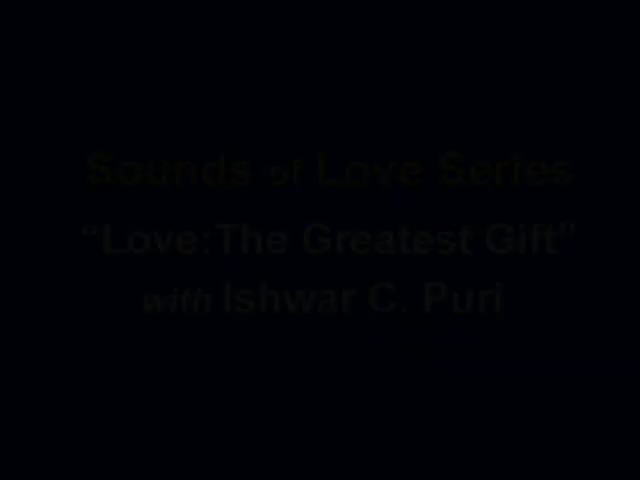 Sounds of Love Series
“Love:The Greatest Gift”
with Ishwar C. Puri